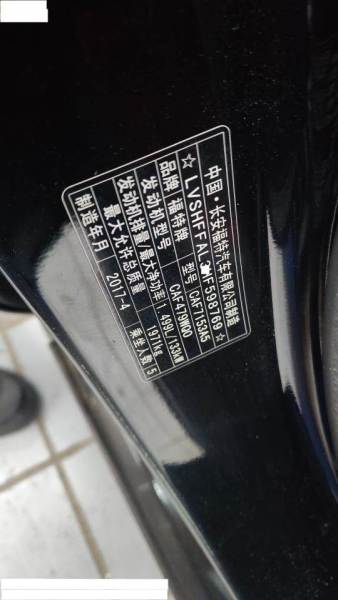 中国·长安福特汽车有限公司制造
☆LVSHFFAL F598769☆
品牌 福特牌 型号 CAF7153A5
发动机型号 CAF479WQ0
发动机排量/最大净功率 1.499L/133kW
最大允许总质量 1971kg
制造年月 2017-4 乘坐人数 5